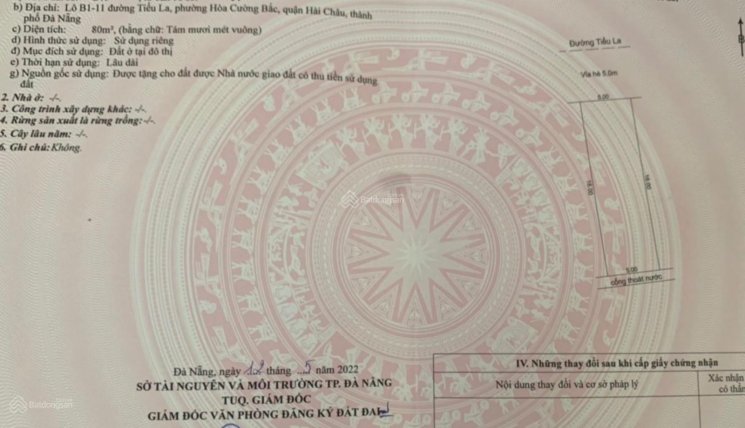 b) Địa chỉ: Lô B1-11 đường Tiểu La, phường Hòa Cường Bắc, quận Hải Châu, thành
phố Đà Nẵng
c) Diện tích: 80m², (bằng chữ: Tám mươi mét vuông)
d) Hình thức sử dụng: Sử dụng riêng
đ) Mục đích sử dụng: Đất ở tại đô thị
e) Thời hạn sử dụng: Lâu dài
g) Nguồn gốc sử dụng: Được tặng cho đất được Nhà nước giao đất có thu tiền sử dụng
đất
2. Nhà ở: -/-.
3. Công trình xây dựng khác: -/-
4. Rừng sản xuất là rừng trồng: -/-
5. Cây lâu năm: -/-
6. Ghi chú: Không.
Đường Tiểu La
Vỉa hè 5.0m
5.00
16.00
16.00
5.00
cống thoát nước
Batdongsan
Đà Nẵng, ngày 12 tháng 5 năm 2022
SỞ TÀI NGUYÊN VÀ MÔI TRƯỜNG TP. ĐÀ NẴNG
TUQ. GIÁM ĐỐC
GIÁM ĐỐC VĂN PHÒNG ĐĂNG KÝ ĐẤT ĐAI
IV. Những thay đổi sau khi cấp giấy chứng nhận
Nội dung thay đổi và cơ sở pháp lý
Xác nhận
có thẩm
Batdongsan